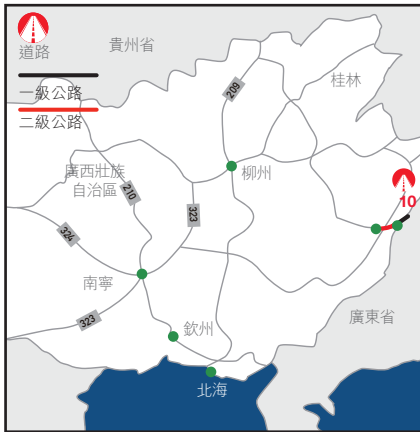 道路
一級公路
二級公路
貴州省
桂林
209
廣西壯族
自治區
柳州
210
323
10
324
南寧
323
廣東省
欽州
北海